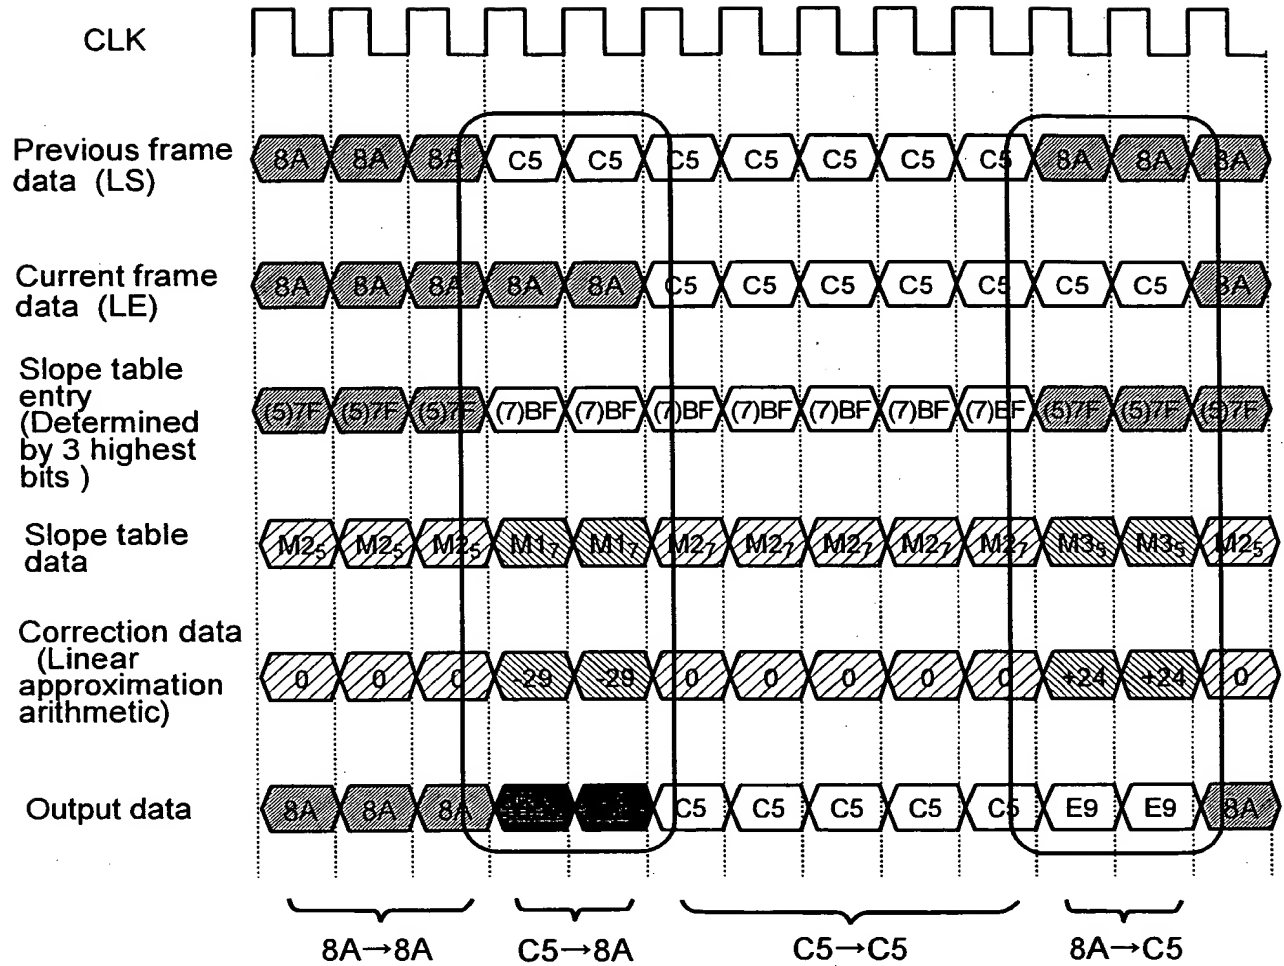 CLK
Previous frame
data (LS)
8A 8A 8A C5 C5 C5 C5 C5 C5 C5 8A 8A 8A
Current frame
data (LE)
8A 8A 8A 8A 8A C5 C5 C5 C5 C5 C5 C5 8A
Slope table
entry
(Determined
by 3 highest
bits )
(5)7F (5)7F (5)7F (7)BF (7)BF (7)BF (7)BF (7)BF (7)BF (7)BF (5)7F (5)7F (5)7F
Slope table
data
M2₅ M2₅ M2₅ M1₇ M1₇ M2₇ M2₇ M2₇ M2₇ M2₇ M3₅ M3₅ M2₅
Correction data
(Linear
approximation
arithmetic)
0 0 0 -29 -29 0 0 0 0 0 +24 +24 0
Output data
8A 8A 8A C5 C5 C5 C5 C5 E9 E9 8A
8A→8A C5→8A C5→C5 8A→C5